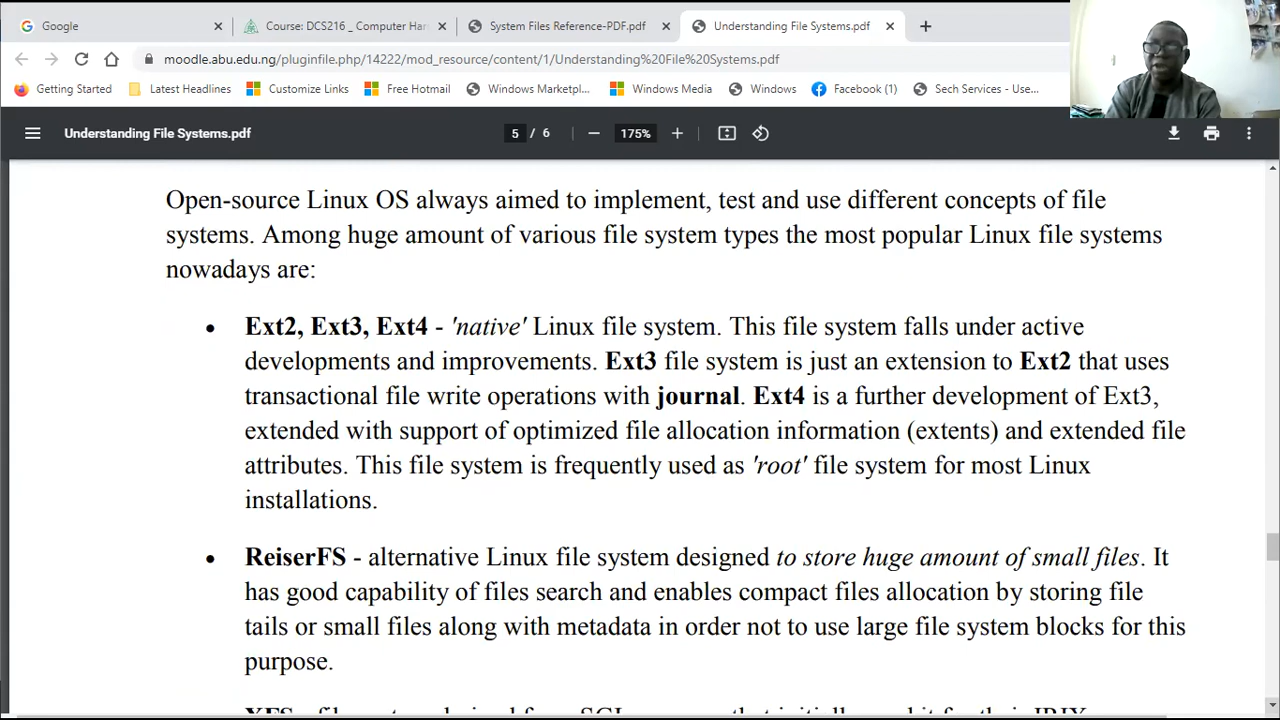 Google
Course: DCS216 _ Computer Har
System Files Reference-PDF.pdf
Understanding File Systems.pdf
moodle.abu.edu.ng/pluginfile.php/14222/mod_resource/content/1/Understanding%20File%20Systems.pdf
Getting Started
Latest Headlines
Customize Links
Free Hotmail
Windows Marketpl...
Windows Media
Windows
Facebook (1)
Sech Services - Use...
Understanding File Systems.pdf
5 / 6
175%
Open-source Linux OS always aimed to implement, test and use different concepts of file
systems. Among huge amount of various file system types the most popular Linux file systems
nowadays are:
• Ext2, Ext3, Ext4 - 'native' Linux file system. This file system falls under active
developments and improvements. Ext3 file system is just an extension to Ext2 that uses
transactional file write operations with journal. Ext4 is a further development of Ext3,
extended with support of optimized file allocation information (extents) and extended file
attributes. This file system is frequently used as 'root' file system for most Linux
installations.
• ReiserFS - alternative Linux file system designed to store huge amount of small files. It
has good capability of files search and enables compact files allocation by storing file
tails or small files along with metadata in order not to use large file system blocks for this
purpose.